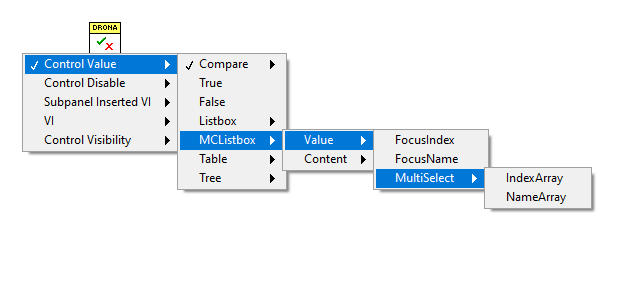 DRONA
Control Value
Control Disable
Subpanel Inserted VI
VI
Control Visibility
Compare
True
False
Listbox
MCListbox
Table
Tree
Value
Content
FocusIndex
FocusName
MultiSelect
IndexArray
NameArray